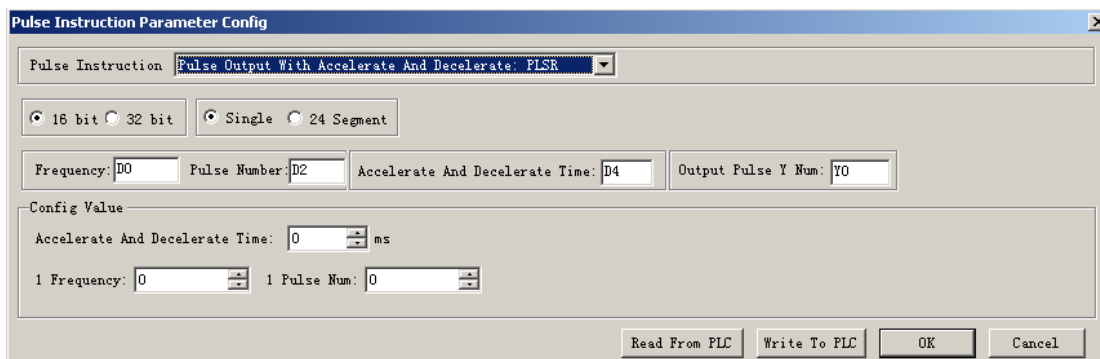 Pulse Instruction Parameter Config
Pulse Instruction Pulse Output With Accelerate And Decelerate: PLSR
16 bit 32 bit Single 24 Segment
Frequency: D0 Pulse Number: D2 Accelerate And Decelerate Time: D4 Output Pulse Y Num: Y0
Config Value
Accelerate And Decelerate Time: 0 ms
1 Frequency: 0 1 Pulse Num: 0
Read From PLC Write To PLC OK Cancel